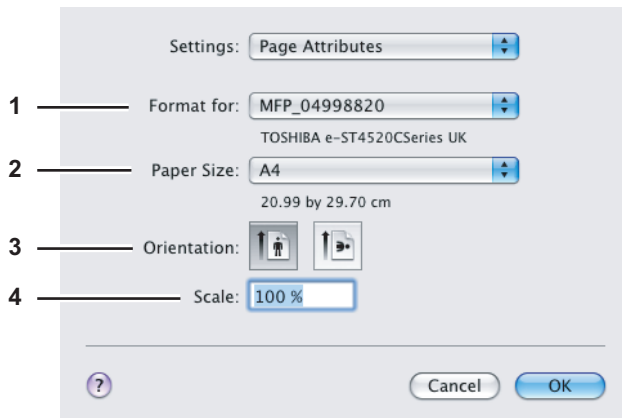 Settings: Page Attributes
1 Format for: MFP_04998820
TOSHIBA e-ST4520CSeries UK
2 Paper Size: A4
20.99 by 29.70 cm
3 Orientation:
4 Scale: 100 %
? Cancel OK